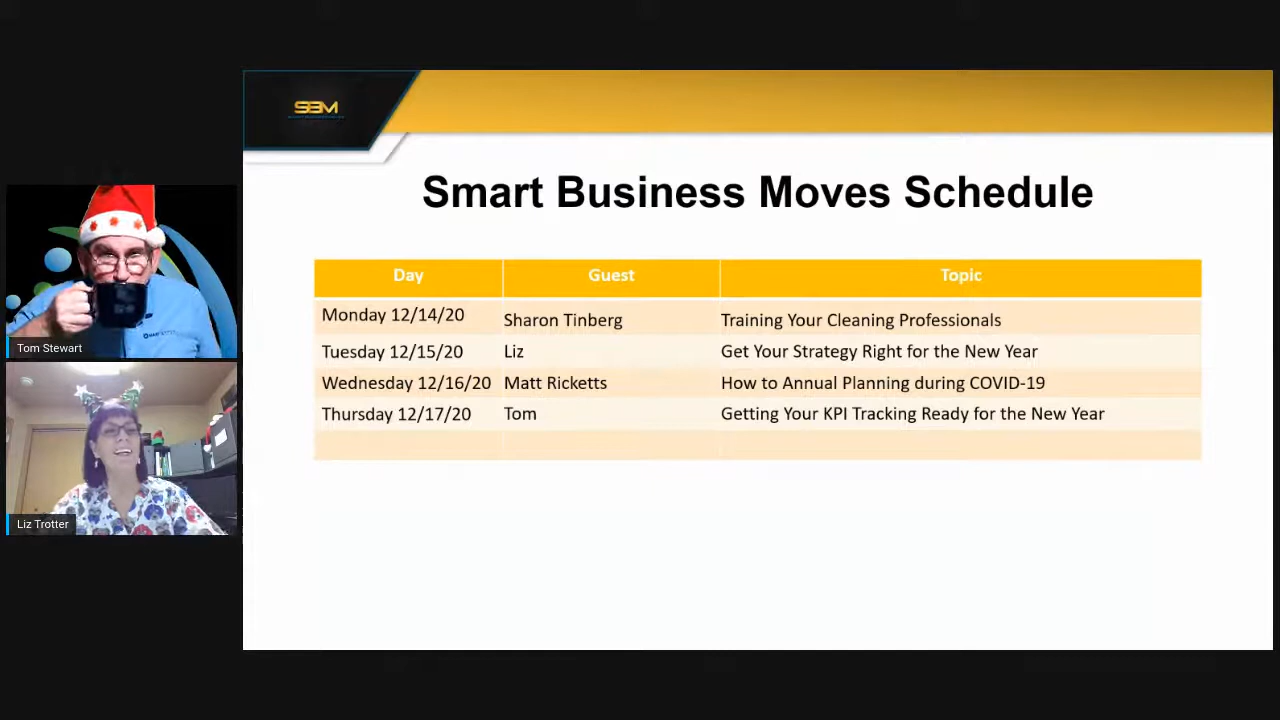 SBM
Smart Business Moves Schedule
Day Guest Topic
Monday 12/14/20 Sharon Tinberg Training Your Cleaning Professionals
Tuesday 12/15/20 Liz Get Your Strategy Right for the New Year
Wednesday 12/16/20 Matt Ricketts How to Annual Planning during COVID-19
Thursday 12/17/20 Tom Getting Your KPI Tracking Ready for the New Year
Tom Stewart
Liz Trotter